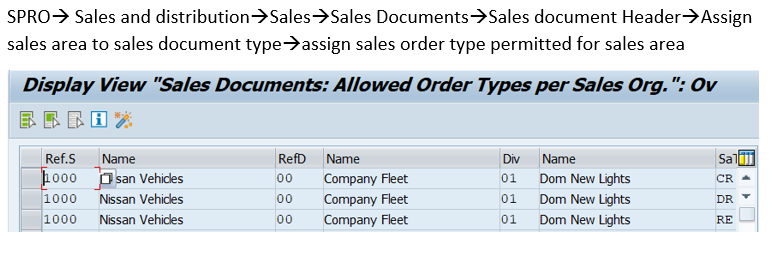 SPRO→ Sales and distribution→Sales→Sales Documents→Sales document Header→Assign
sales area to sales document type→assign sales order type permitted for sales area
Display View "Sales Documents: Allowed Order Types per Sales Org.": Ov
Ref.S Name RefD Name Div Name SaT
1000 san Vehicles 00 Company Fleet 01 Dom New Lights CR
1000 Nissan Vehicles 00 Company Fleet 01 Dom New Lights DR
1000 Nissan Vehicles 00 Company Fleet 01 Dom New Lights RE